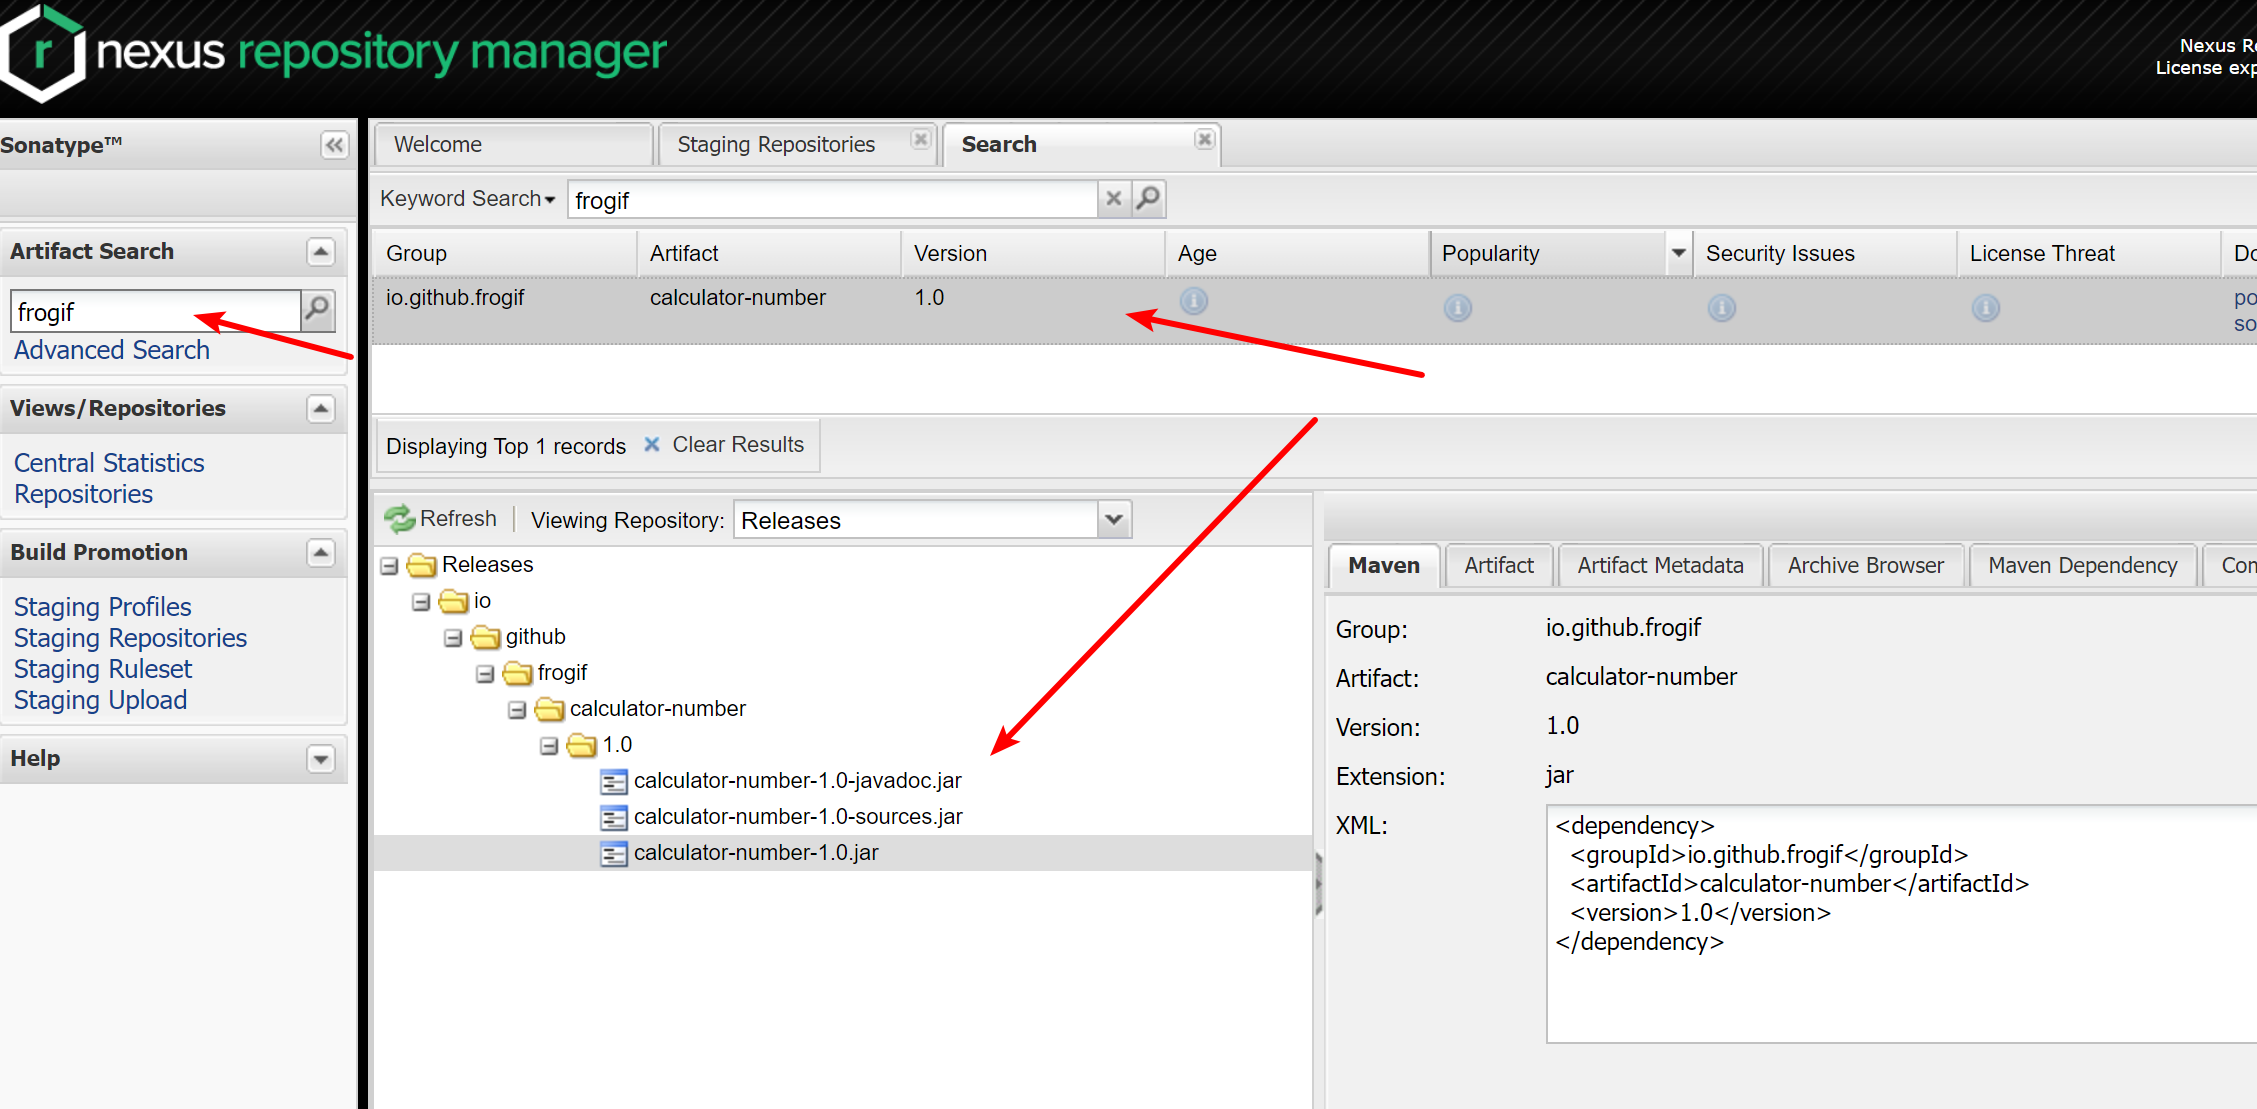 nexus repository manager
Nexus
License
Sonatype™
Welcome
Staging Repositories
Search
Keyword Search
frogif
Artifact Search
frogif
Advanced Search
Views/Repositories
Central Statistics
Repositories
Build Promotion
Staging Profiles
Staging Repositories
Staging Ruleset
Staging Upload
Help
Group Artifact Version Age Popularity Security Issues License Threat
io.github.frogif calculator-number 1.0
Displaying Top 1 records Clear Results
Refresh Viewing Repository: Releases
Releases
io
github
frogif
calculator-number
1.0
calculator-number-1.0-javadoc.jar
calculator-number-1.0-sources.jar
calculator-number-1.0.jar
Maven Artifact Artifact Metadata Archive Browser Maven Dependency
Group: io.github.frogif
Artifact: calculator-number
Version: 1.0
Extension: jar
XML:
<dependency>
<groupId>io.github.frogif</groupId>
<artifactId>calculator-number</artifactId>
<version>1.0</version>
</dependency>